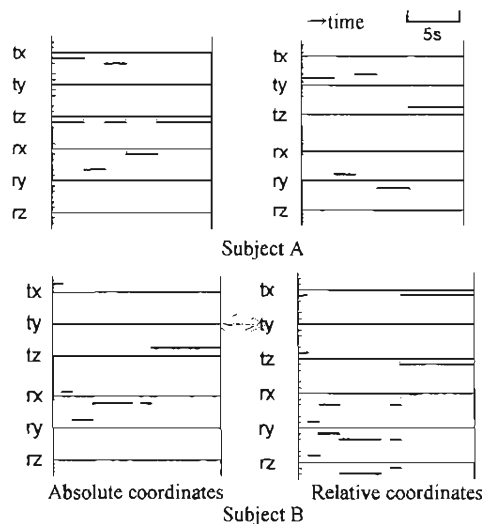 →time
5s
tx
ty
tz
rx
ry
rz
tx
ty
tz
rx
ry
rz
Subject A
tx
ty
tz
rx
ry
rz
tx
ty
tz
rx
ry
rz
Absolute coordinates
Relative coordinates
Subject B